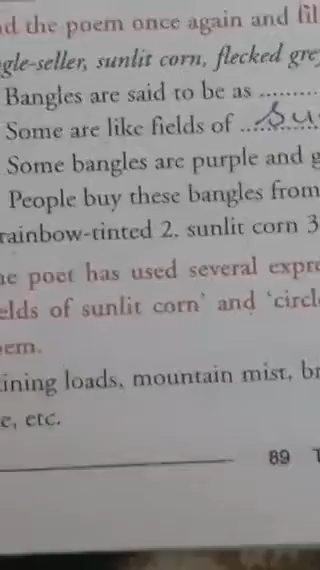 d the poem once again and fil
gle-seller, sunlit corn, flecked gre
Bangles are said to be as ..........
Some are like fields of ...... su
Some bangles are purple and g
People buy these bangles from
rainbow-tinted 2. sunlit corn 3
e poet has used several expre
elds of sunlit corn' and 'circl
em.
ining loads, mountain mist, br
e, etc.
89 T